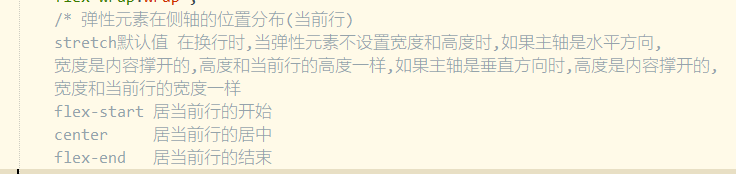 flex-wrap:wrap ;
/* 弹性元素在侧轴的位置分布(当前行)
stretch默认值 在换行时,当弹性元素不设置宽度和高度时,如果主轴是水平方向,
宽度是内容撑开的,高度和当前行的高度一样,如果主轴是垂直方向时,高度是内容撑开的,
宽度和当前行的宽度一样
flex-start 居当前行的开始
center 居当前行的居中
flex-end 居当前行的结束